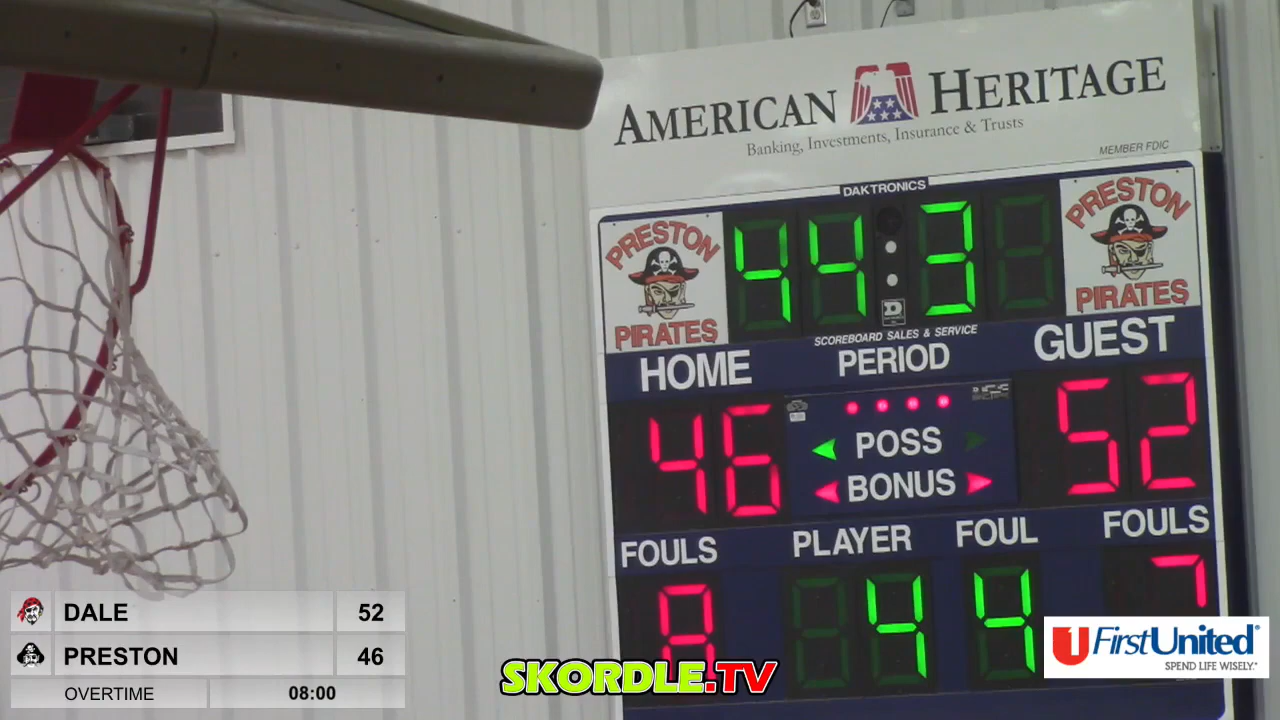 AMERICAN HERITAGE
Banking, Investments, Insurance & Trusts
MEMBER FDIC
DAKTRONICS
PRESTON
PIRATES
44 3
PRESTON
PIRATES
SCOREBOARD SALES & SERVICE
HOME PERIOD GUEST
46 52
POSS
BONUS
FOULS PLAYER FOUL FOULS
8 4 4 7
DALE 52
PRESTON 46
OVERTIME 08:00
SKORDLE.TV
First United®
SPEND LIFE WISELY.